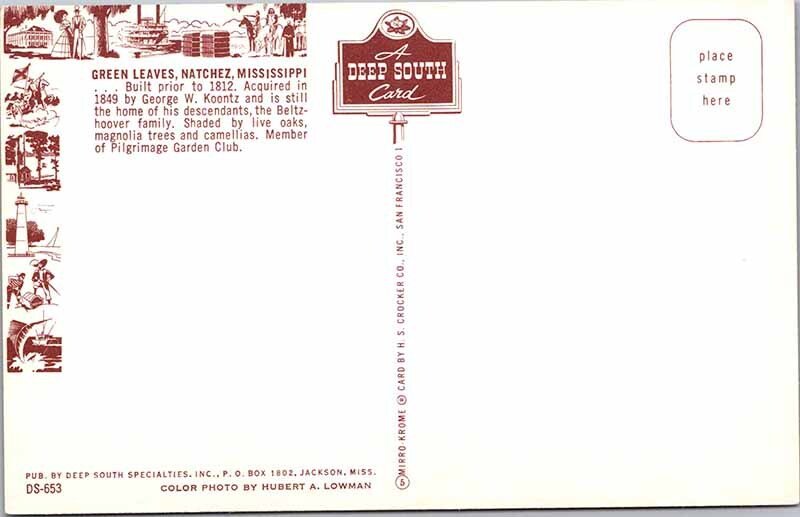 GREEN LEAVES, NATCHEZ, MISSISSIPPI
. . . Built prior to 1812. Acquired in
1849 by George W. Koontz and is still
the home of his descendants, the Beltz-
hoover family. Shaded by live oaks,
magnolia trees and camellias. Member
of Pilgrimage Garden Club.
A
DEEP SOUTH
Card
place
stamp
here
5 MIRRO-KROME ® CARD BY H. S. CROCKER CO., INC., SAN FRANCISCO 1
PUB. BY DEEP SOUTH SPECIALTIES, INC., P. O. BOX 1802, JACKSON, MISS.
DS-653
COLOR PHOTO BY HUBERT A. LOWMAN